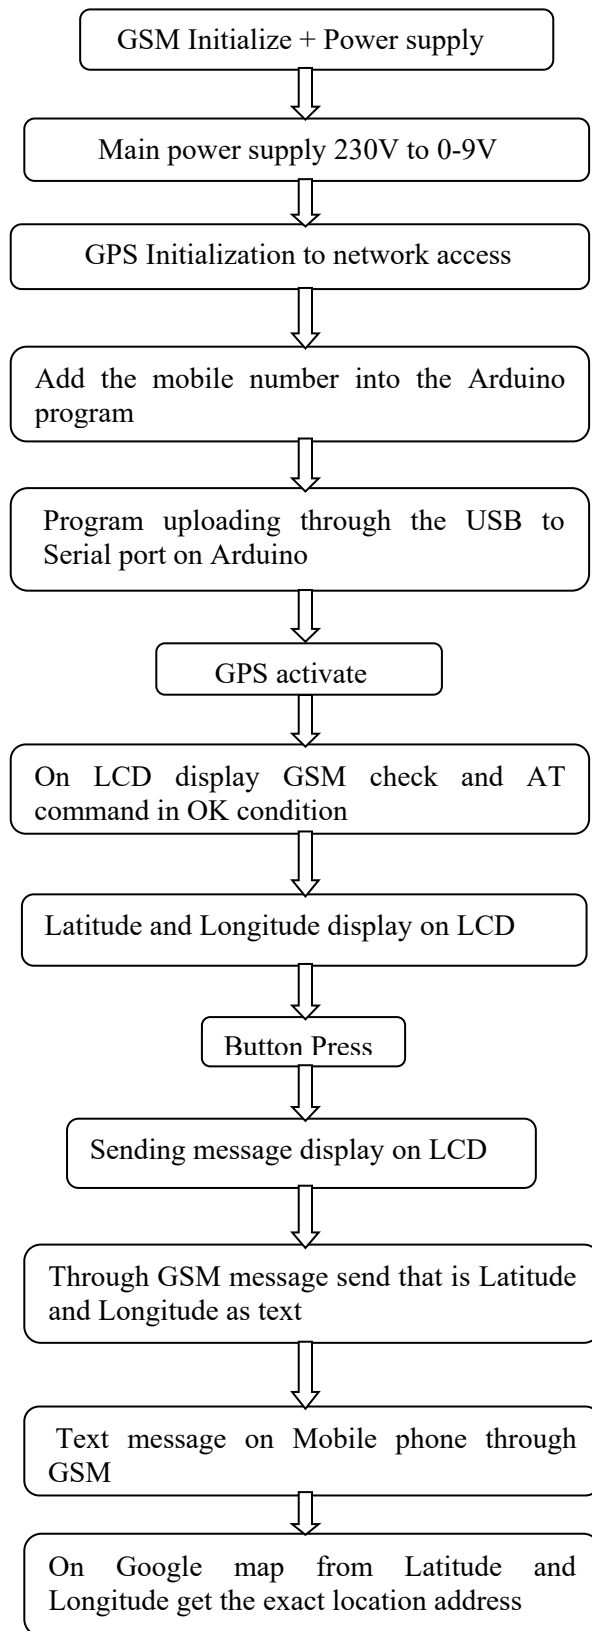 GSM Initialize + Power supply
Main power supply 230V to 0-9V
GPS Initialization to network access
Add the mobile number into the Arduino
program
Program uploading through the USB to
Serial port on Arduino
GPS activate
On LCD display GSM check and AT
command in OK condition
Latitude and Longitude display on LCD
Button Press
Sending message display on LCD
Through GSM message send that is Latitude
and Longitude as text
Text message on Mobile phone through
GSM
On Google map from Latitude and
Longitude get the exact location address